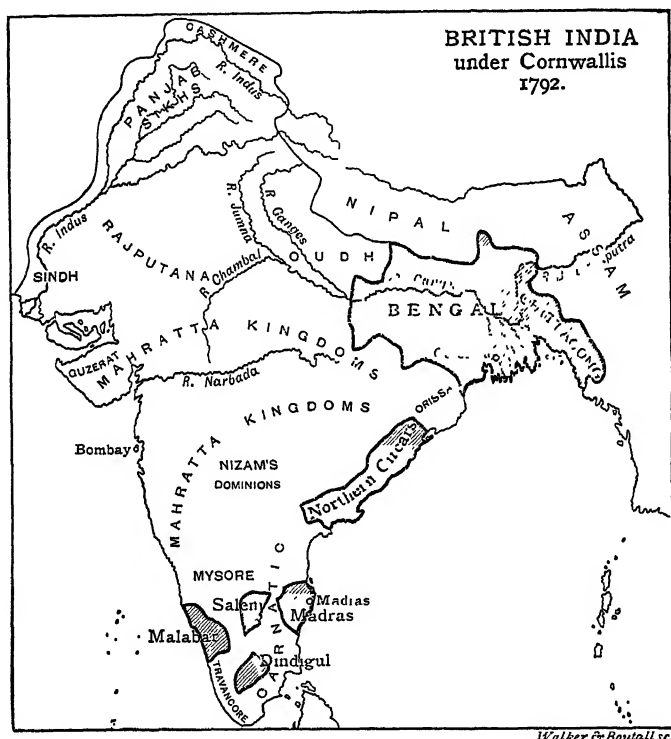 BRITISH INDIA
under Cornwallis
1792.
CASHMERE
R. Indus
PANJAB
SIKHS
R. Indus
SINDH
RAJPUTANA
R. Jumna
R Ganges
R Chambal
OUDH
NIPAL
ASSAM
putra
BENGAL
CHITTAGONG
GUZERAT
MAHRATTA KINGDOMS
R. Narbada
ORISSA
MAHRATTA KINGDOMS
Bombay
NIZAM'S
DOMINIONS
Northern Circars
MYSORE
Salem
CARNATIC
Madras
Madras
Malabar
Dindigul
TRAVANCORE
Walker & Boutall sc